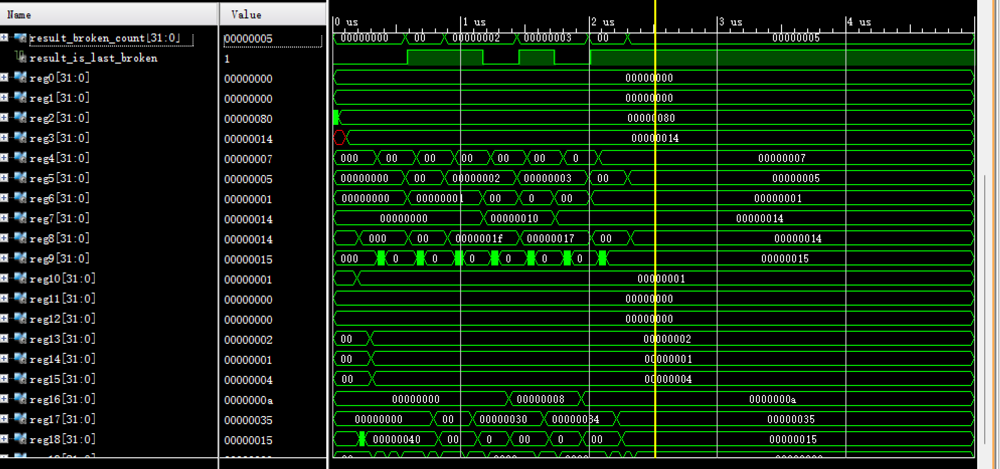 Name Value
0 us 1 us 2 us 3 us 4 us
result_broken_count[31:0] 00000005 00000000 00 00000002 00000003 00 00000005
result_is_last_broken 1
reg0[31:0] 00000000 00000000
reg1[31:0] 00000000 00000000
reg2[31:0] 00000080 00000080
reg3[31:0] 00000014 00000014
reg4[31:0] 00000007 000 00 00 00 00 00 0 00000007
reg5[31:0] 00000005 00000000 00 00000002 00000003 00 00000005
reg6[31:0] 00000001 00000000 00000001 00 0 00 00000001
reg7[31:0] 00000014 00000000 00000010 00000014
reg8[31:0] 00000014 000 00 0000001f 00000017 00 00000014
reg9[31:0] 00000015 000 0 0 0 0 0 0 00000015
reg10[31:0] 00000001 00000001
reg11[31:0] 00000000 00000000
reg12[31:0] 00000000 00000000
reg13[31:0] 00000002 00 00000002
reg14[31:0] 00000001 00 00000001
reg15[31:0] 00000004 00 00000004
reg16[31:0] 0000000a 00000000 00000008 0000000a
reg17[31:0] 00000035 00000000 00 00000030 00000034 00000035
reg18[31:0] 00000015 00000040 00 0 00 0 00 00000015